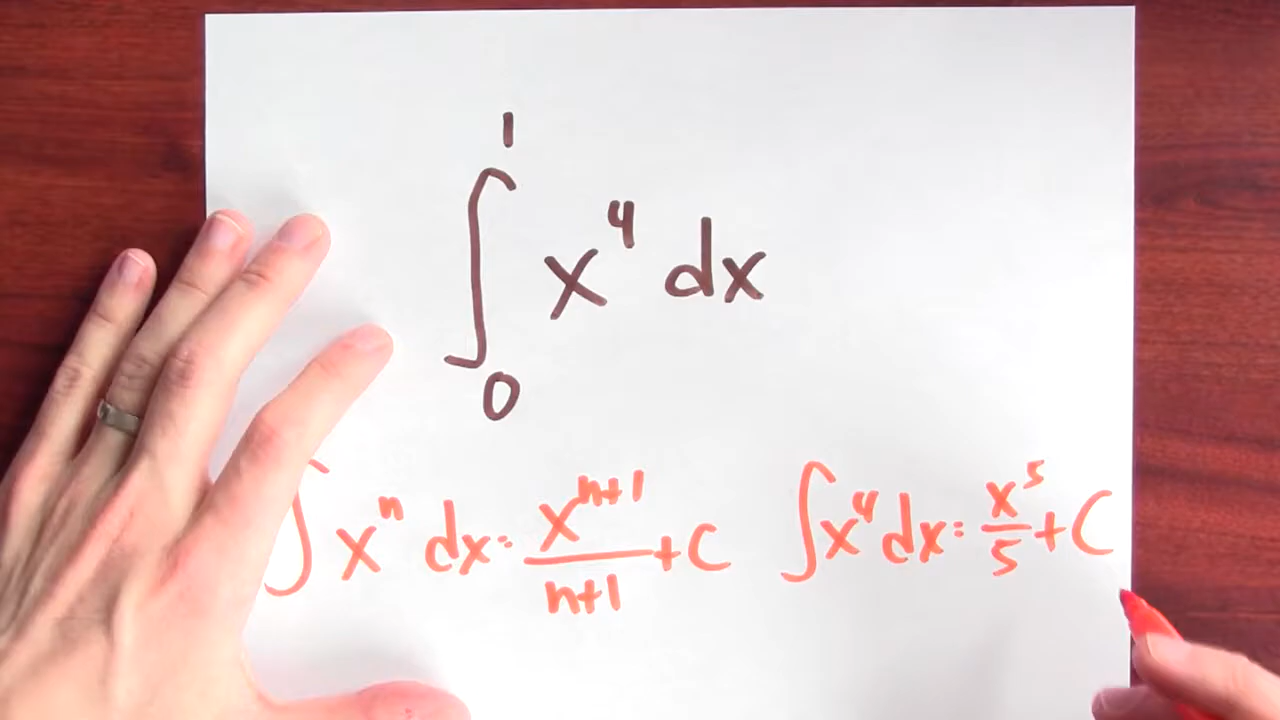 ∫₀¹ x⁴ dx
∫ xⁿ dx = xⁿ⁺¹/(n+1) + C
∫ x⁴ dx = x⁵/5 + C